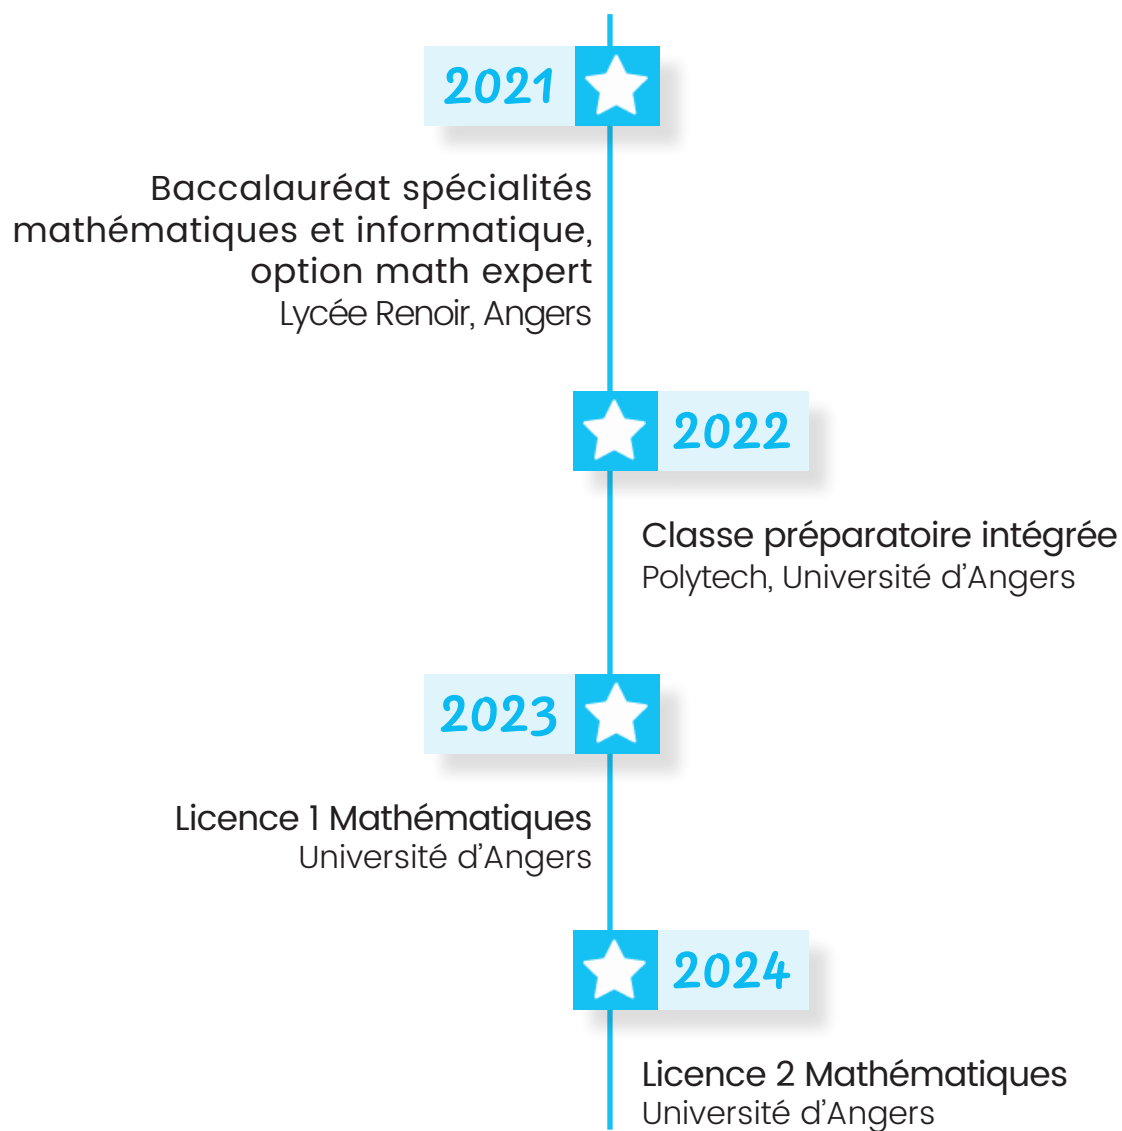 2021
Baccalauréat spécialités
mathématiques et informatique,
option math expert
Lycée Renoir, Angers
2022
Classe préparatoire intégrée
Polytech, Université d’Angers
2023
Licence 1 Mathématiques
Université d’Angers
2024
Licence 2 Mathématiques
Université d’Angers